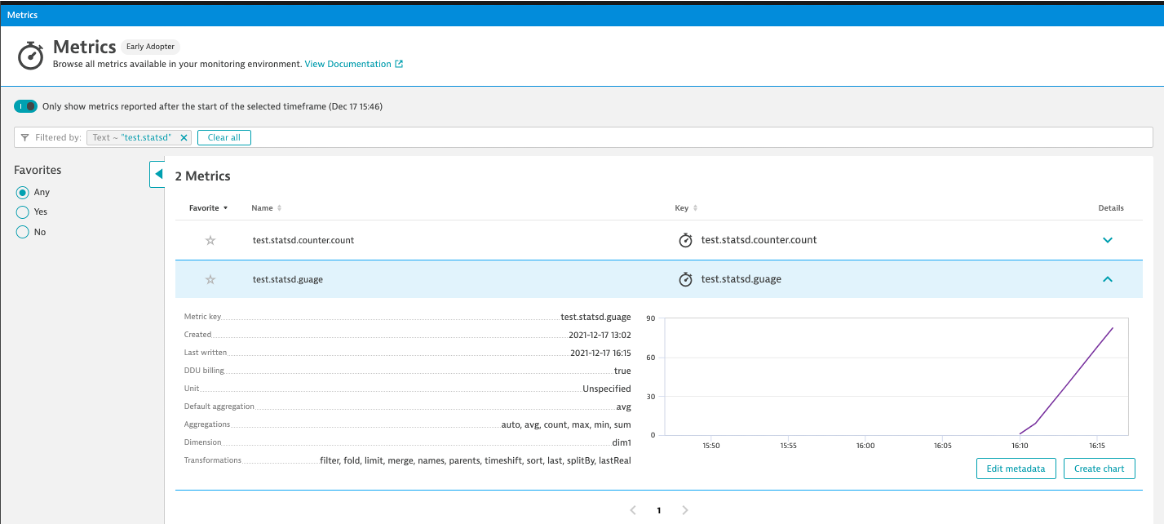 Metrics
Metrics Early Adopter
Browse all metrics available in your monitoring environment. View Documentation
Only show metrics reported after the start of the selected timeframe (Dec 17 15:46)
Filtered by: Text ~ "test.statsd" Clear all
Favorites
Any
Yes
No
2 Metrics
Favorite Name Key Details
test.statsd.counter.count test.statsd.counter.count
test.statsd.guage test.statsd.guage
Metric key test.statsd.guage
Created 2021-12-17 13:02
Last written 2021-12-17 16:15
DDU billing true
Unit Unspecified
Default aggregation avg
Aggregations auto, avg, count, max, min, sum
Dimension dim1
Transformations filter, fold, limit, merge, names, parents, timeshift, sort, last, splitBy, lastReal
90
60
30
0
15:50 15:55 16:00 16:05 16:10 16:15
Edit metadata Create chart
1